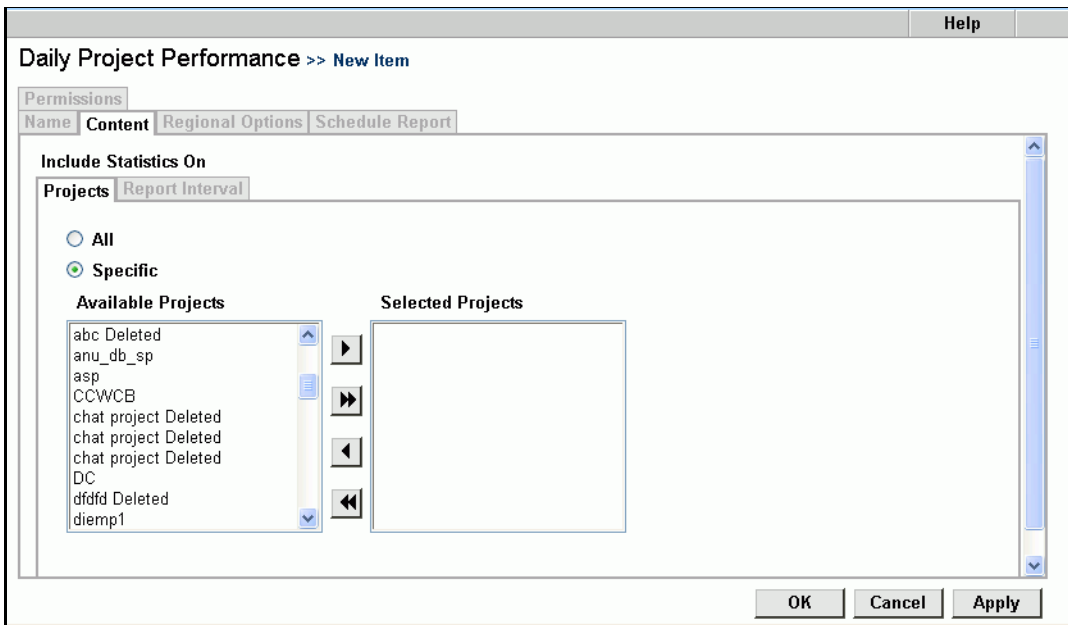 Help
Daily Project Performance >> New Item
Permissions
Name Content Regional Options Schedule Report
Include Statistics On
Projects Report Interval
All
Specific
Available Projects Selected Projects
abc Deleted
anu_db_sp
asp
CCWCB
chat project Deleted
chat project Deleted
chat project Deleted
DC
dfdfd Deleted
diemp1
OK Cancel Apply